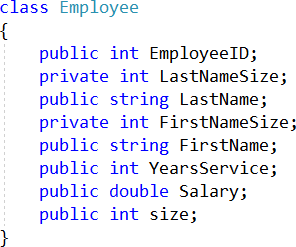 class Employee
{
    public int EmployeeID;
    private int LastNameSize;
    public string LastName;
    private int FirstNameSize;
    public string FirstName;
    public int YearsService;
    public double Salary;
    public int size;
}